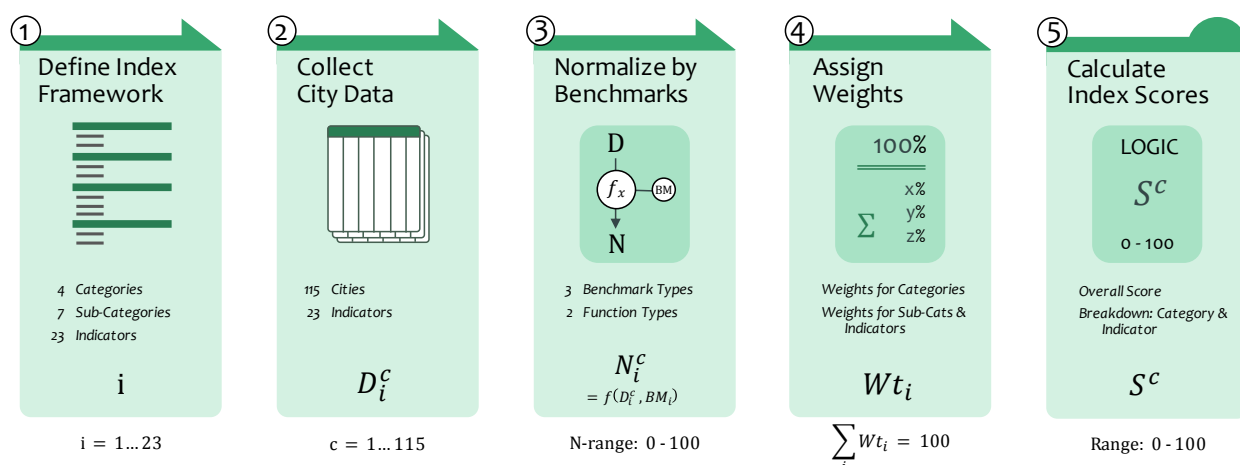 1
Define Index
Framework
4 Categories
7 Sub-Categories
23 Indicators
i
i = 1…23
2
Collect
City Data
115 Cities
23 Indicators
D_i^c
c = 1…115
3
Normalize by
Benchmarks
D
f_x
BM
N
3 Benchmark Types
2 Function Types
N_i^c
= f(D_i^c, BM_i)
N-range: 0 - 100
4
Assign
Weights
100%
x%
y%
∑
z%
Weights for Categories
Weights for Sub-Cats &
Indicators
Wt_i
∑_i Wt_i = 100
5
Calculate
Index Scores
LOGIC
S^c
0 - 100
Overall Score
Breakdown: Category &
Indicator
S^c
Range: 0 - 100